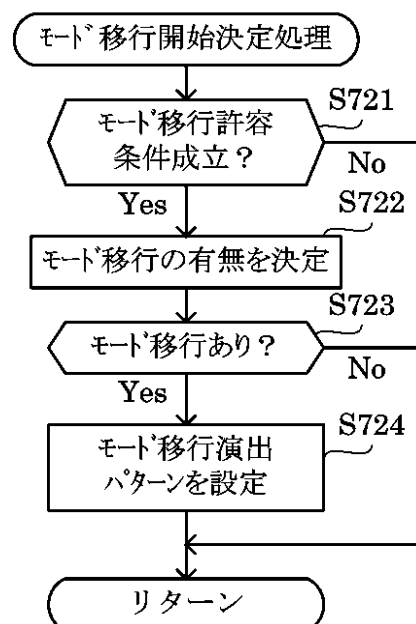 モード移行開始決定処理
S721
モード移行許容
条件成立？
No
Yes
S722
モード移行の有無を決定
S723
モード移行あり？
No
Yes
S724
モード移行演出
パターンを設定
リターン